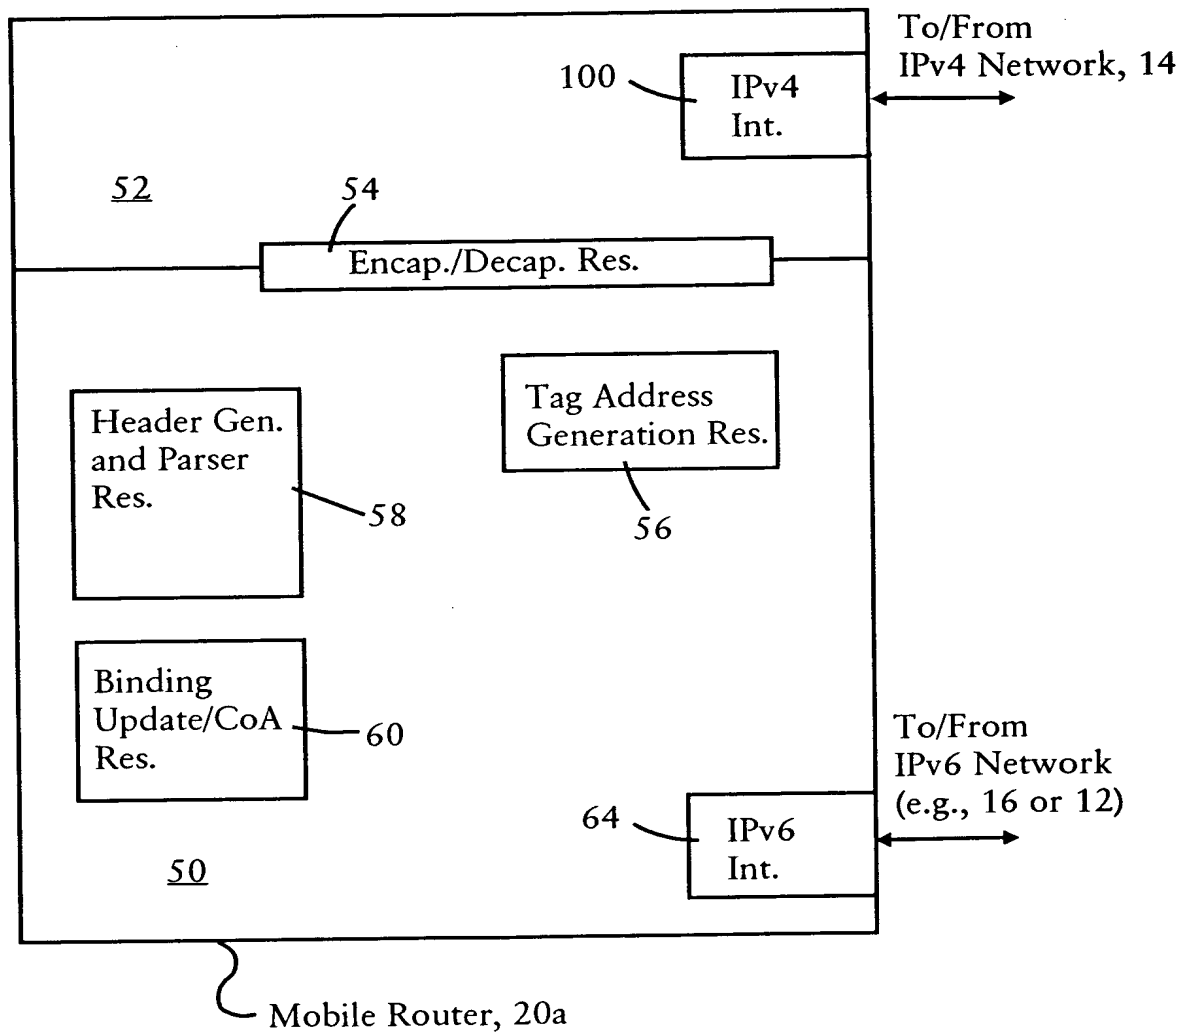 To/From
IPv4 Network, 14
100
IPv4
Int.
52
54
Encap./Decap. Res.
Tag Address
Generation Res.
56
Header Gen.
and Parser
Res.
58
Binding
Update/CoA
Res.
60
To/From
IPv6 Network
(e.g., 16 or 12)
64
IPv6
Int.
50
Mobile Router, 20a